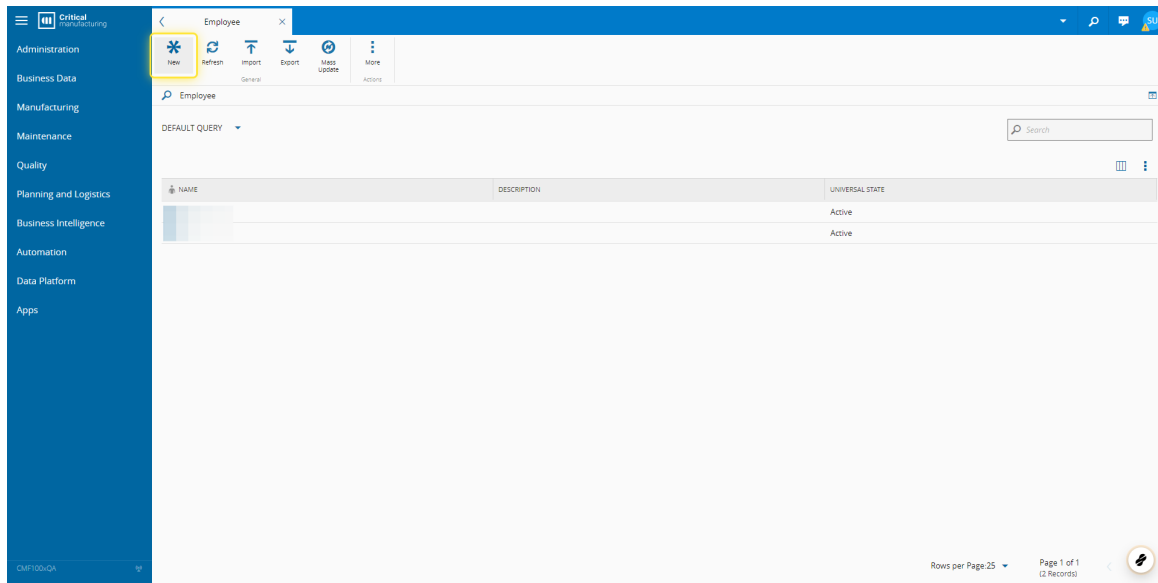 Critical
manufacturing
Employee
SU
Administration
Business Data
Manufacturing
Maintenance
Quality
Planning and Logistics
Business Intelligence
Automation
Data Platform
Apps
CMF100xQA
New
Refresh
Import
Export
Mass
Update
More
General
Actions
Employee
DEFAULT QUERY
Search
NAME
DESCRIPTION
UNIVERSAL STATE
Active
Active
Rows per Page:25
Page 1 of 1
(2 Records)